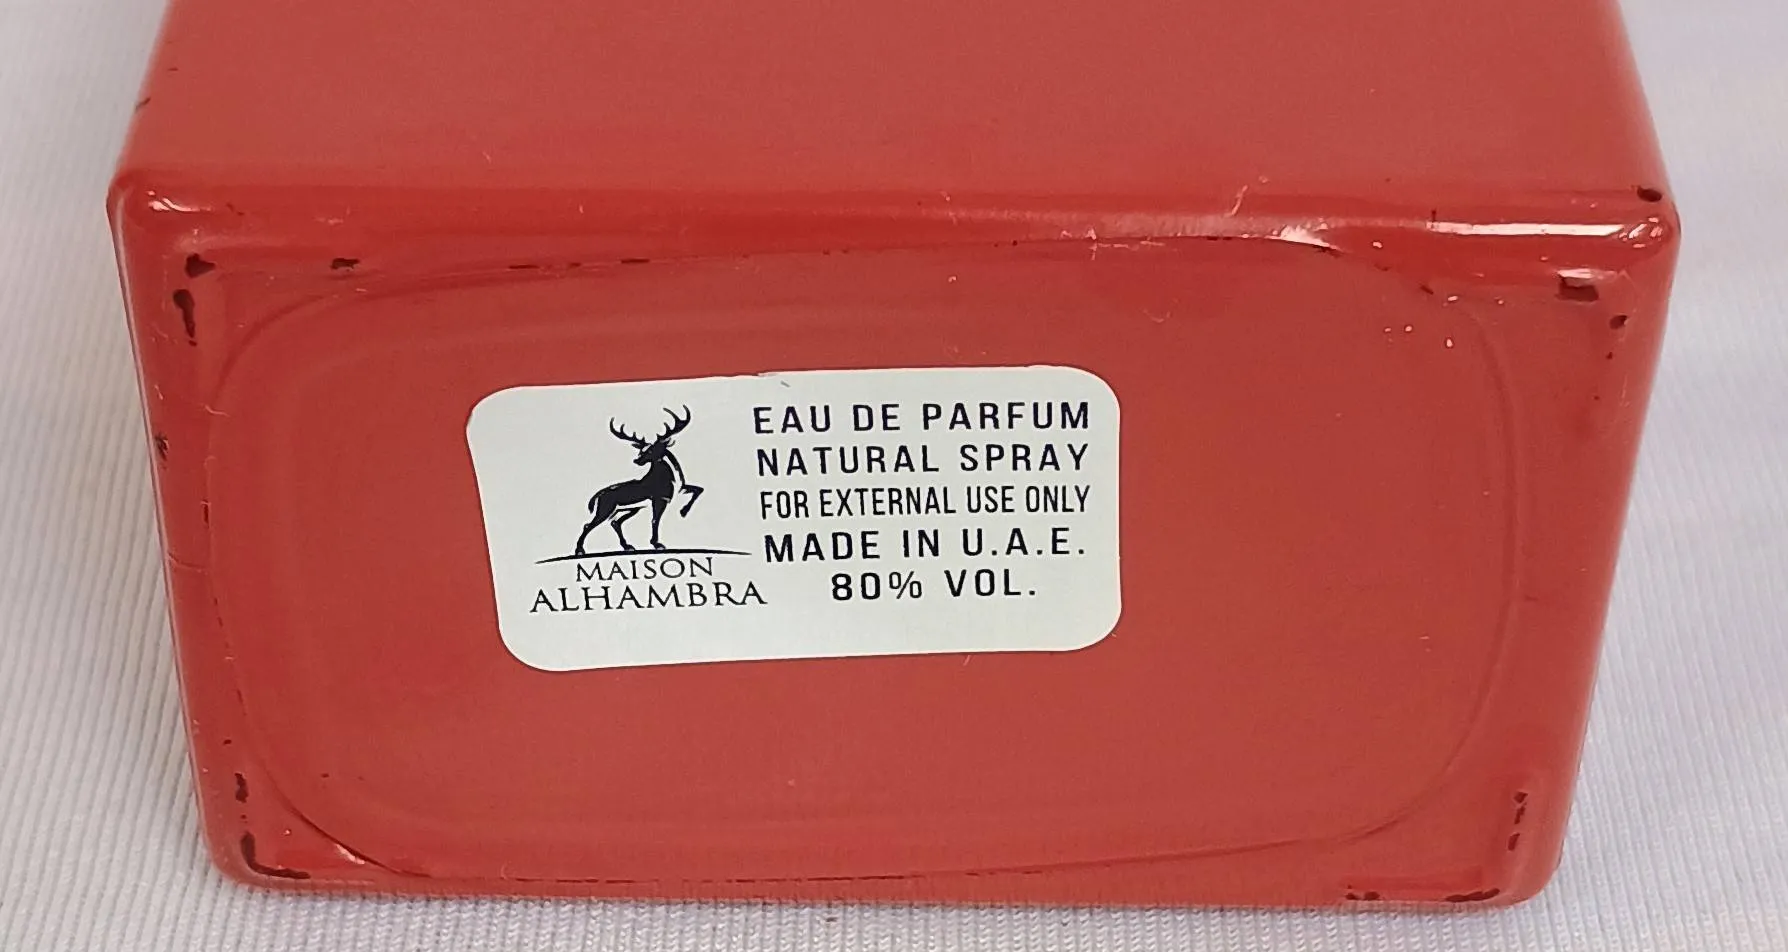 MAISON
ALHAMBRA
EAU DE PARFUM
NATURAL SPRAY
FOR EXTERNAL USE ONLY
MADE IN U.A.E.
80% VOL.